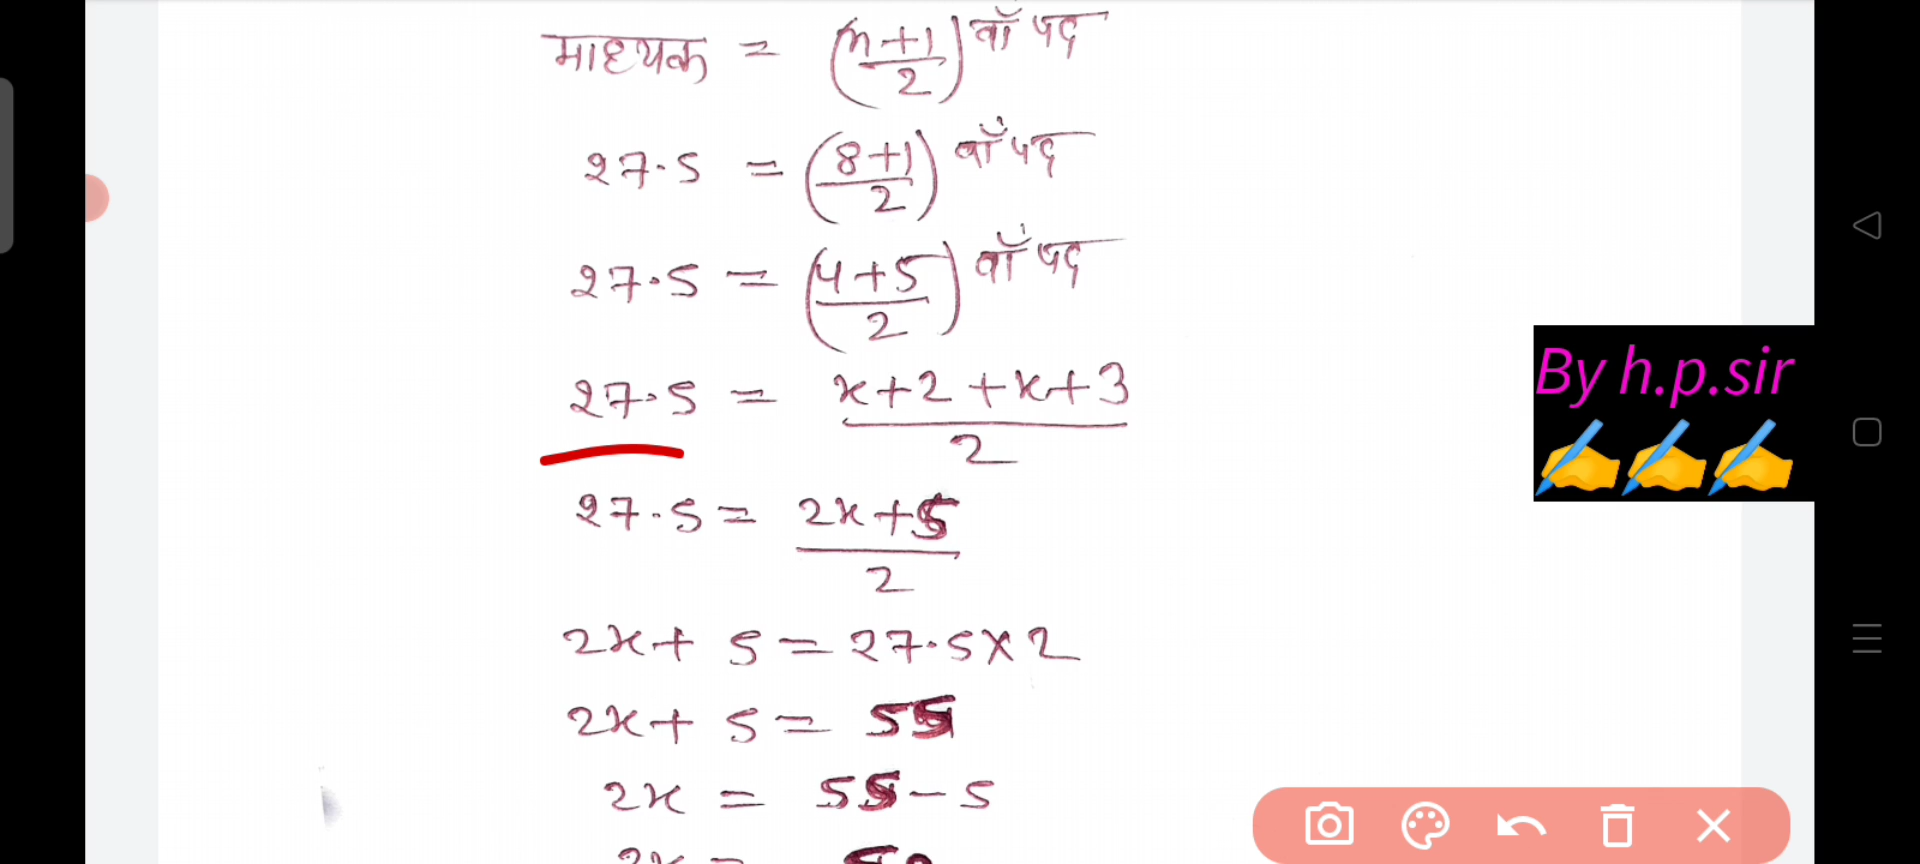 माध्यक = (n+1/2) वाँ पद
27.5 = (8+1/2) वाँ पद
27.5 = (4+5/2) वाँ पद
27.5 = x+2+x+3/2
27.5 = 2x+5/2
2x+ 5 = 27.5×2
2x+ 5 = 55
2x = 55-5
By h.p.sir
✍✍✍